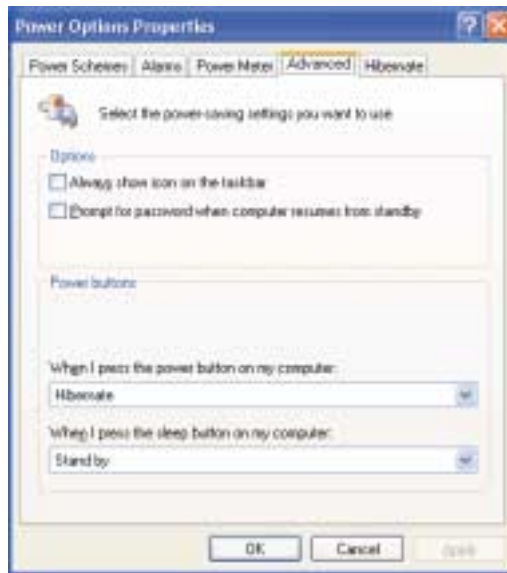 Power Options Properties
Power Schemes Alarms Power Meter Advanced Hibernate
Select the power-saving settings you want to use.
Options
Always show icon on the taskbar
Prompt for password when computer resumes from standby
Power buttons
When I press the power button on my computer:
Hibernate
When I press the sleep button on my computer:
Stand by
OK Cancel Apply